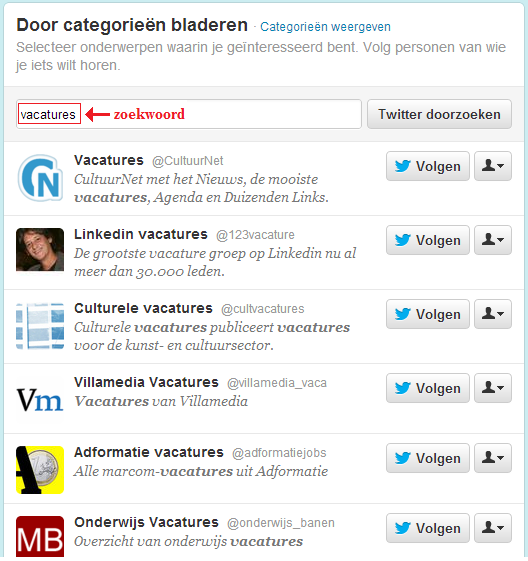 Door categorieën bladeren · Categorieën weergeven
Selecteer onderwerpen waarin je geïnteresseerd bent. Volg personen van wie
je iets wilt horen.
vacatures zoekwoord Twitter doorzoeken
Vacatures @CultuurNet
CultuurNet met het Nieuws, de mooiste
vacatures, Agenda en Duizenden Links.
Volgen
Linkedin vacatures @123vacature
De grootste vacature groep op Linkedin nu al
meer dan 30.000 leden.
Volgen
Culturele vacatures @cultvacatures
Culturele vacatures publiceert vacatures
voor de kunst- en cultuursector.
Volgen
Vm
Villamedia Vacatures @villamedia_vaca
Vacatures van Villamedia
Volgen
A
Adformatie vacatures @adformatiejobs
Alle marcom-vacatures uit Adformatie
Volgen
MB
Onderwijs Vacatures @onderwijs_banen
Overzicht van onderwijs vacatures
Volgen